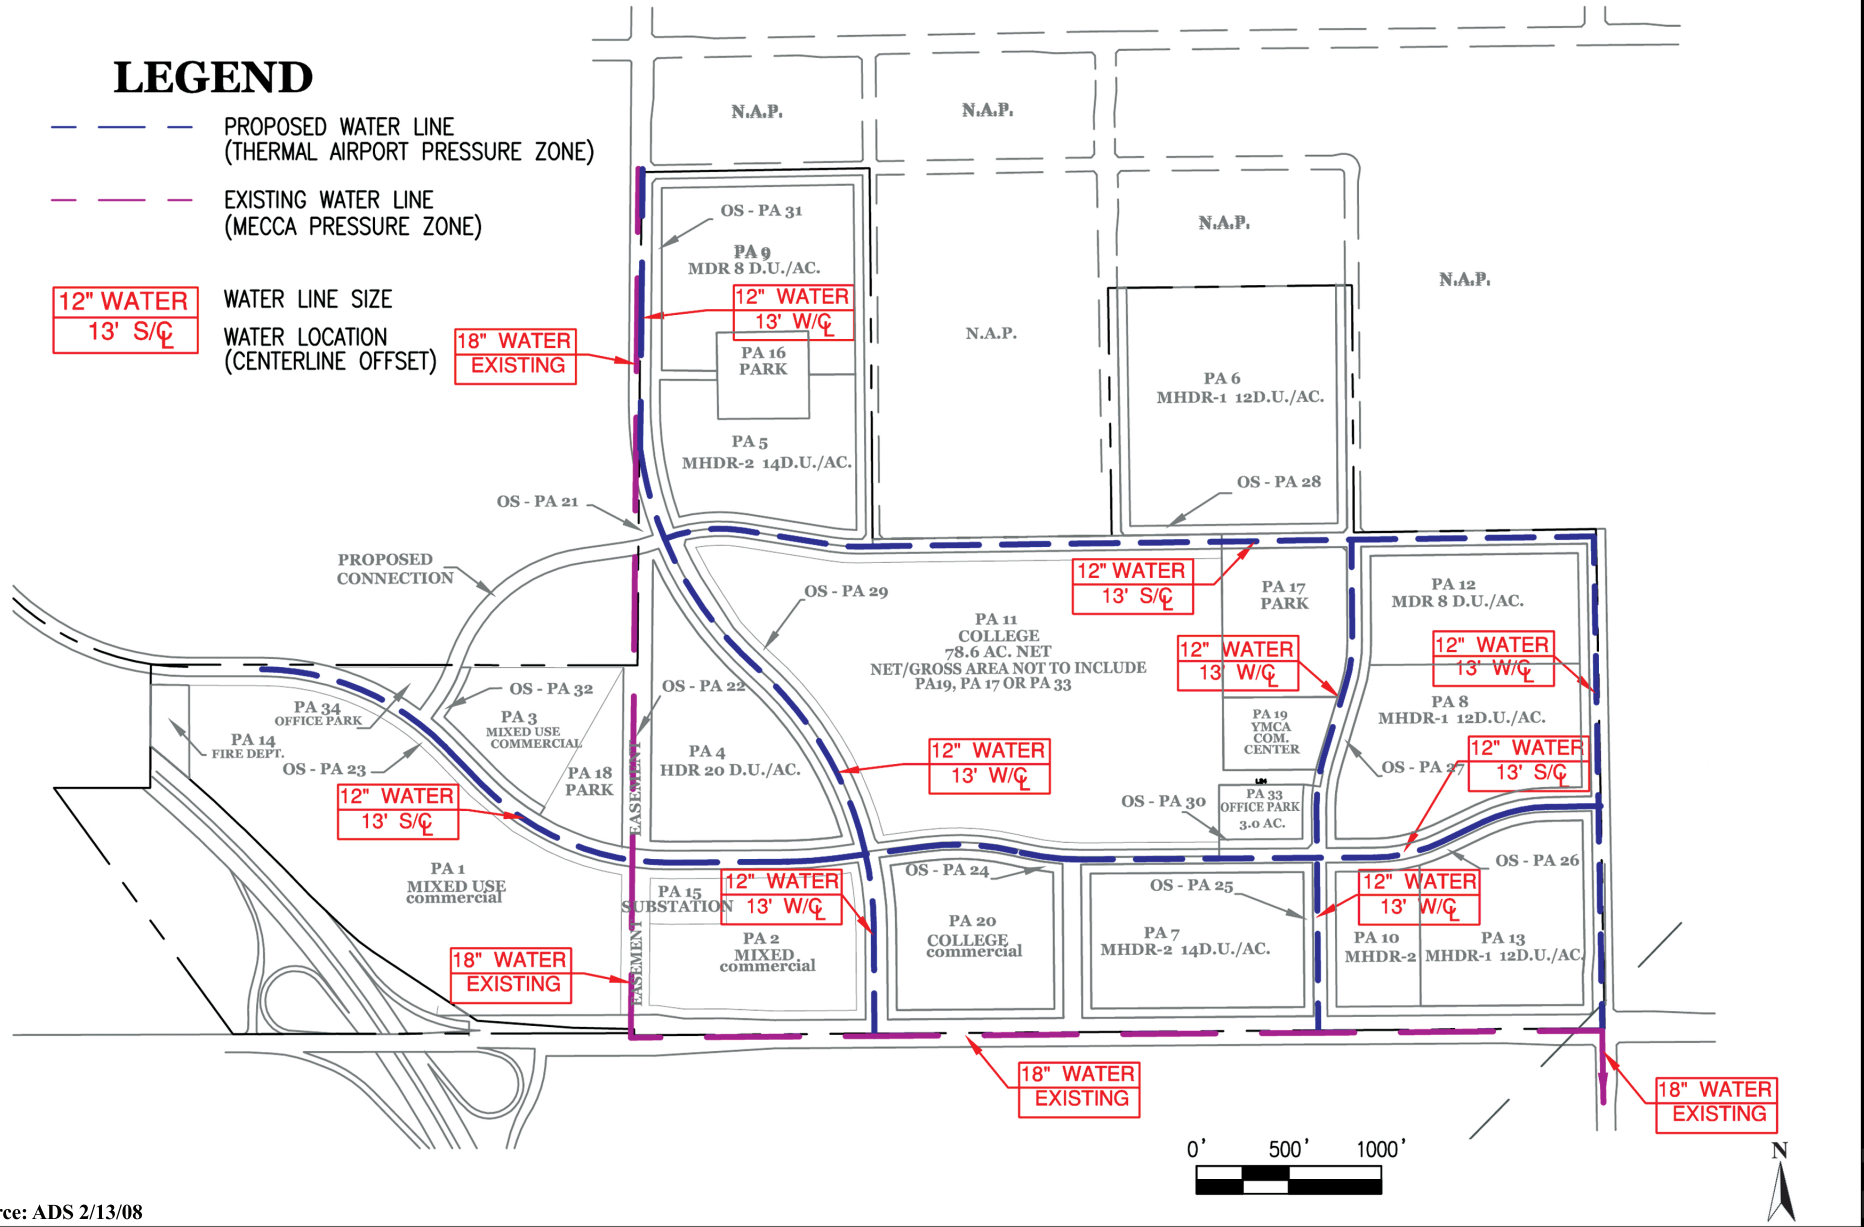 LEGEND
PROPOSED WATER LINE
(THERMAL AIRPORT PRESSURE ZONE)
EXISTING WATER LINE
(MECCA PRESSURE ZONE)
12" WATER
13' S/℄
WATER LINE SIZE
WATER LOCATION
(CENTERLINE OFFSET)
18" WATER
EXISTING
N.A.P.
N.A.P.
N.A.P.
N.A.P.
N.A.P.
OS - PA 31
PA 9
MDR 8 D.U./AC.
12" WATER
13' W/℄
PA 16
PARK
PA 5
MHDR-2 14D.U./AC.
PA 6
MHDR-1 12D.U./AC.
OS - PA 28
OS - PA 21
PROPOSED
CONNECTION
OS - PA 29
12" WATER
13' S/℄
PA 17
PARK
PA 12
MDR 8 D.U./AC.
PA 11
COLLEGE
78.6 AC. NET
NET/GROSS AREA NOT TO INCLUDE
PA19, PA 17 OR PA 33
12" WATER
13' W/℄
12" WATER
13' W/℄
OS - PA 32
OS - PA 22
PA 34
OFFICE PARK
PA 3
MIXED USE
COMMERCIAL
PA 14
FIRE DEPT.
OS - PA 23
PA 18
PARK
EASEMENT
PA 4
HDR 20 D.U./AC.
12" WATER
13' W/℄
PA 19
YMCA
COM.
CENTER
PA 8
MHDR-1 12D.U./AC.
OS - PA 27
12" WATER
13' S/℄
12" WATER
13' S/℄
OS - PA 30
PA 33
OFFICE PARK
3.0 AC.
PA 1
MIXED USE
commercial
PA 15
SUBSTATION
12" WATER
13' W/℄
OS - PA 24
OS - PA 25
12" WATER
13' W/℄
OS - PA 26
EASEMENT
PA 2
MIXED
commercial
PA 20
COLLEGE
commercial
PA 7
MHDR-2 14D.U./AC.
PA 10
MHDR-2
PA 13
MHDR-1 12D.U./AC.
18" WATER
EXISTING
18" WATER
EXISTING
18" WATER
EXISTING
0' 500' 1000'
N
rce: ADS 2/13/08